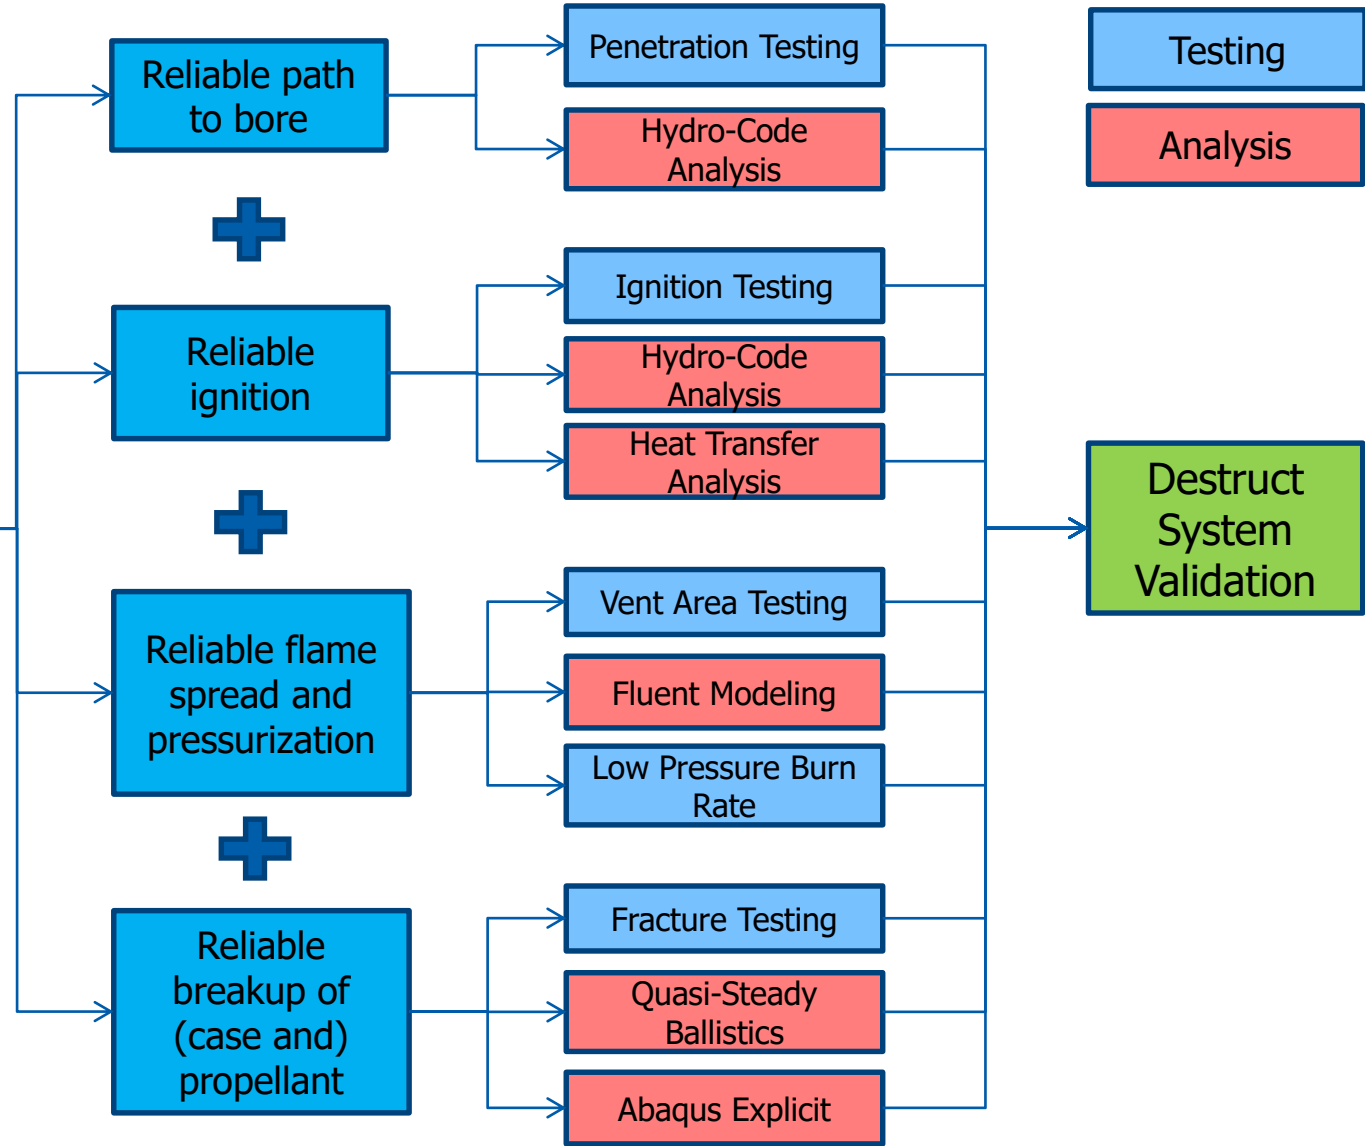 Reliable path
to bore
Penetration Testing
Hydro-Code
Analysis
Testing
Analysis
Reliable
ignition
Ignition Testing
Hydro-Code
Analysis
Heat Transfer
Analysis
Reliable flame
spread and
pressurization
Vent Area Testing
Fluent Modeling
Low Pressure Burn
Rate
Reliable
breakup of
(case and)
propellant
Fracture Testing
Quasi-Steady
Ballistics
Abaqus Explicit
Destruct
System
Validation